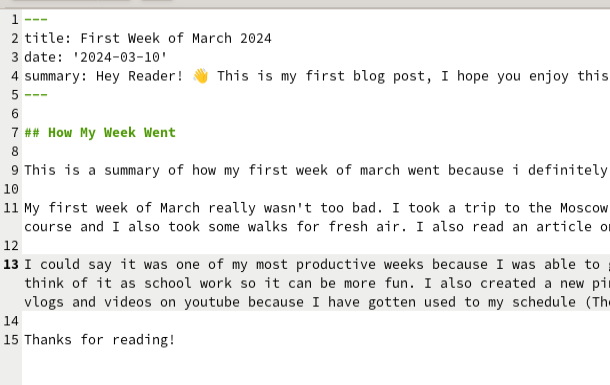 1 ---
2 title: First Week of March 2024
3 date: '2024-03-10'
4 summary: Hey Reader! 👋 This is my first blog post, I hope you enjoy this
5 ---
6
7 ## How My Week Went
8
9 This is a summary of how my first week of march went because i definitely
10
11 My first week of March really wasn't too bad. I took a trip to the Moscow
course and I also took some walks for fresh air. I also read an article
12
13 I could say it was one of my most productive weeks because I was able to
think of it as school work so it can be more fun. I also created a new
vlogs and videos on youtube because I have gotten used to my schedule
14
15 Thanks for reading!